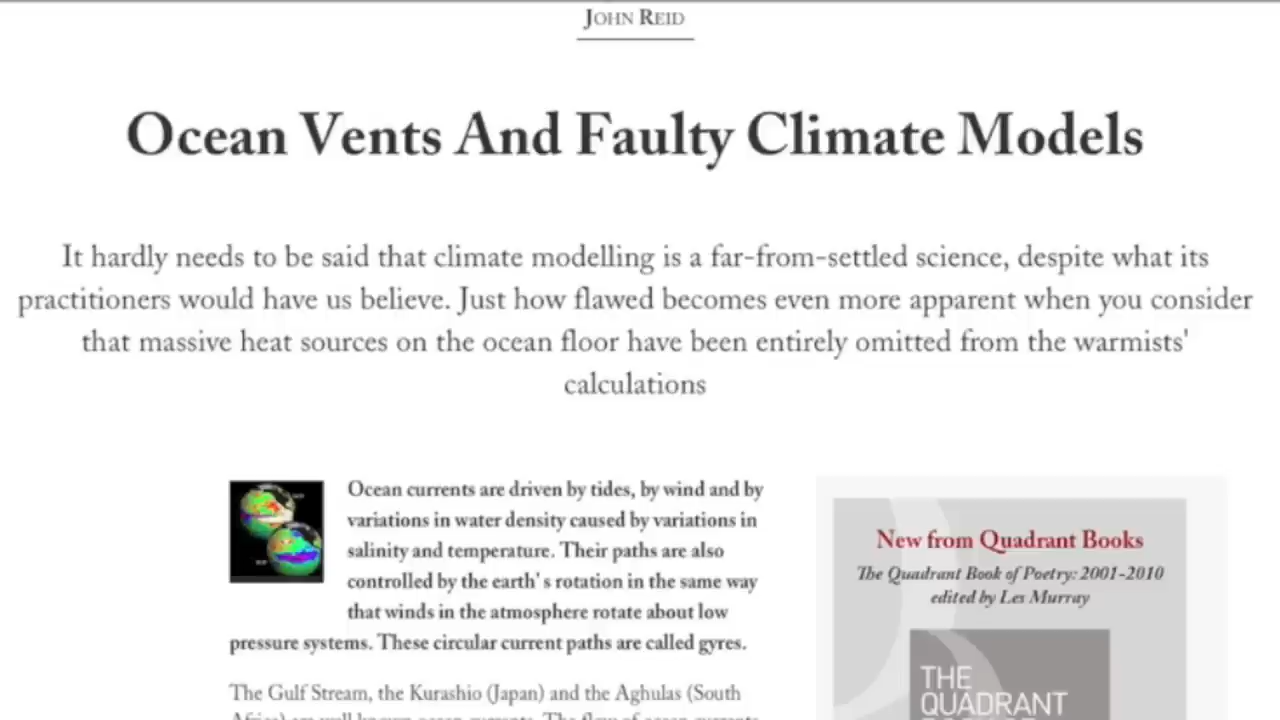 JOHN REID
Ocean Vents And Faulty Climate Models
It hardly needs to be said that climate modelling is a far-from-settled science, despite what its
practitioners would have us believe. Just how flawed becomes even more apparent when you consider
that massive heat sources on the ocean floor have been entirely omitted from the warmists'
calculations
Ocean currents are driven by tides, by wind and by
variations in water density caused by variations in
salinity and temperature. Their paths are also
controlled by the earth's rotation in the same way
that winds in the atmosphere rotate about low
pressure systems. These circular current paths are called gyres.
The Gulf Stream, the Kurashio (Japan) and the Aghulas (South
New from Quadrant Books
The Quadrant Book of Poetry: 2001-2010
edited by Les Murray
THE
QUADRANT